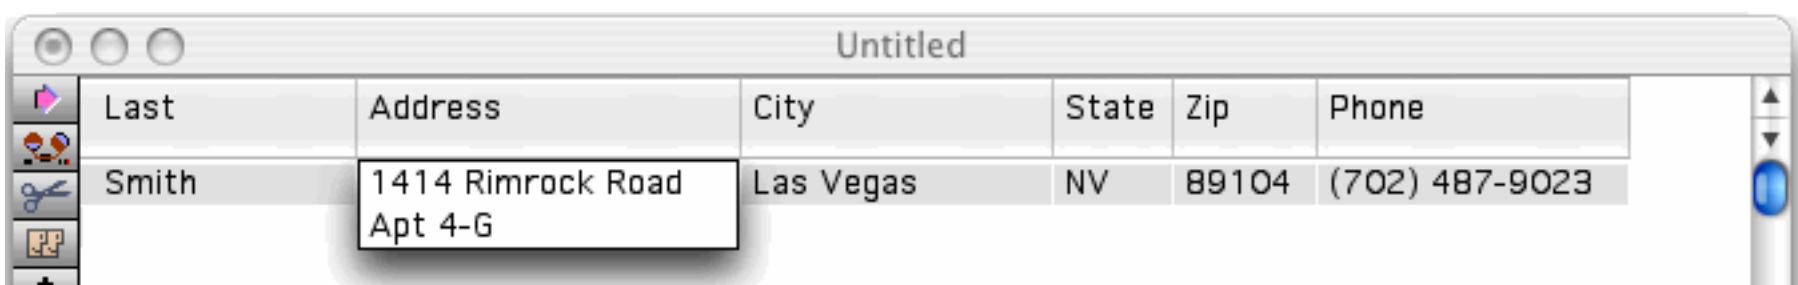 Untitled
Last Address City State Zip Phone
Smith 1414 Rimrock Road Las Vegas NV 89104 (702) 487-9023
Apt 4-G